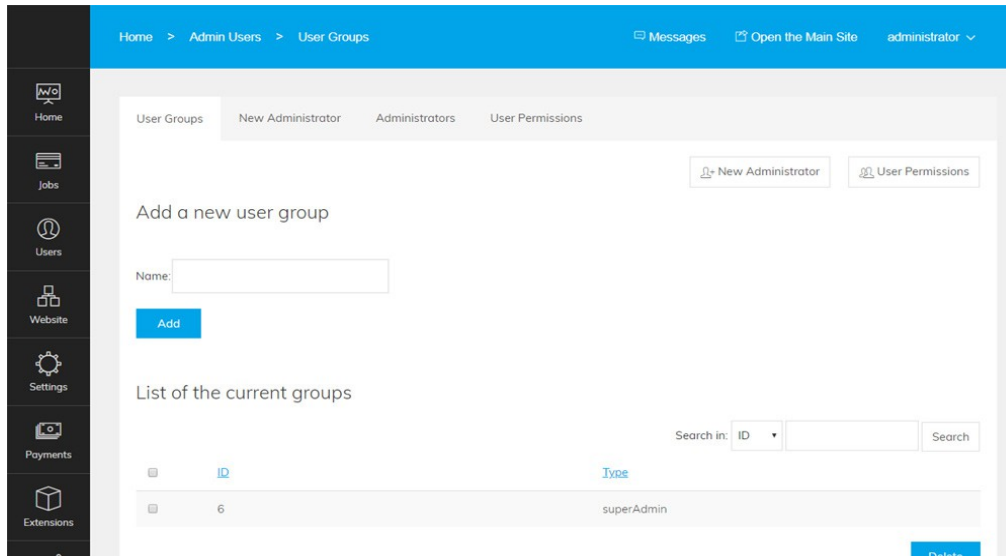 Home > Admin Users > User Groups
Messages
Open the Main Site
administrator
Home
Jobs
Users
Website
Settings
Payments
Extensions
User Groups
New Administrator
Administrators
User Permissions
New Administrator
User Permissions
Add a new user group
Name:
Add
List of the current groups
Search in: ID
Search
ID Type
6 superAdmin
Delete